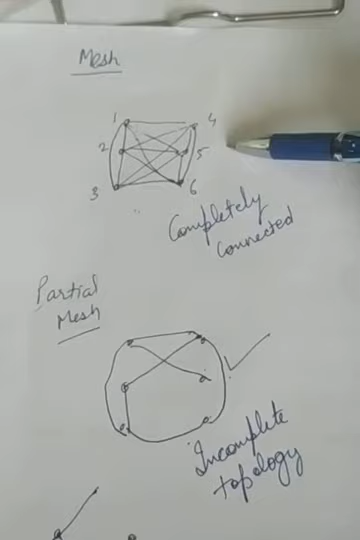 Mesh
1 4
2 5
3 6
Completely
connected
Partial
Mesh
Incomplete
topology